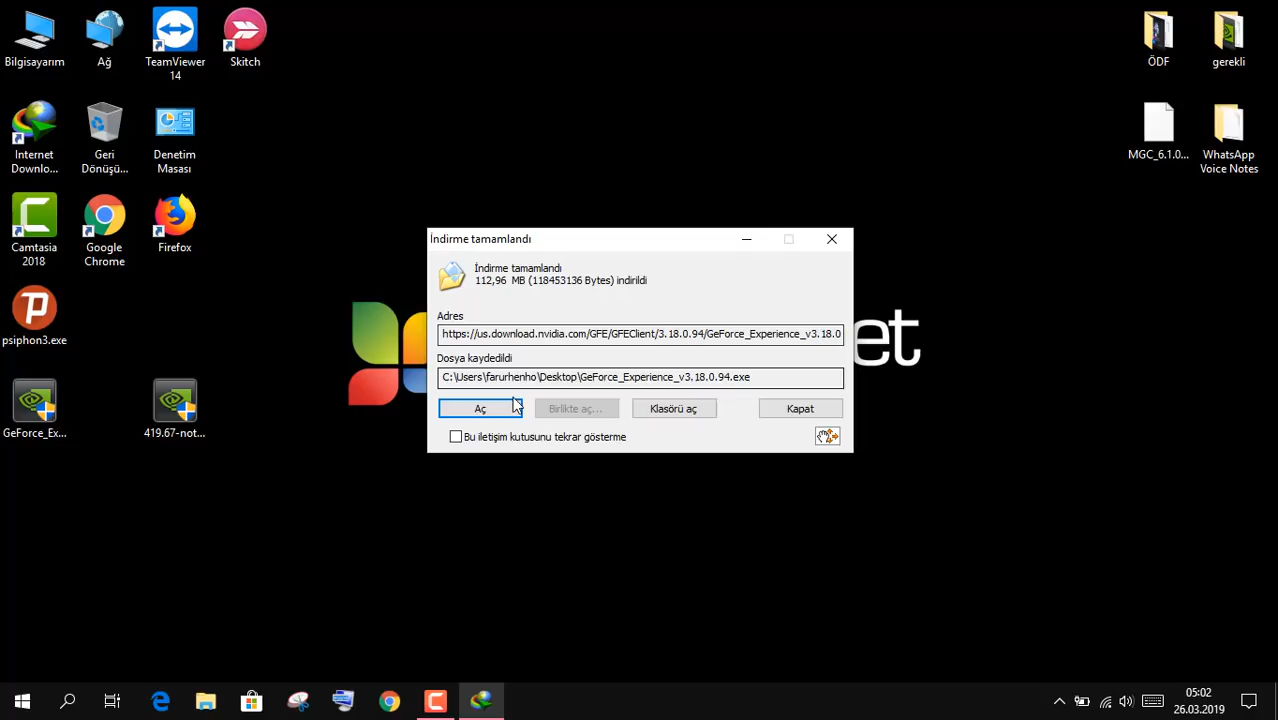 Bilgisayarım
Ağ
TeamViewer
14
Skitch
ÖDF
gerekli
Internet
Downlo...
Geri
Dönüşü...
Denetim
Masası
MGC_6.1.0...
WhatsApp
Voice Notes
Camtasia
2018
Google
Chrome
Firefox
psiphon3.exe
GeForce_Ex...
419.67-not...
et
İndirme tamamlandı
İndirme tamamlandı
112,96 MB (118453136 Bytes) indirildi
Adres
https://us.download.nvidia.com/GFE/GFEClient/3.18.0.94/GeForce_Experience_v3.18.0
Dosya kaydedildi
C:\Users\farurhenho\Desktop\GeForce_Experience_v3.18.0.94.exe
Aç
Birlikte aç...
Klasörü aç
Kapat
Bu iletişim kutusunu tekrar gösterme
05:02
26.03.2019